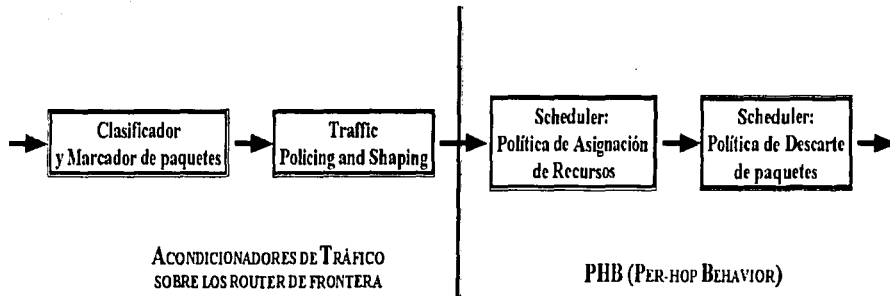 Clasificador
y Marcador de paquetes
Traffic
Policing and Shaping
Scheduler:
Política de Asignación
de Recursos
Scheduler:
Política de Descarte
de paquetes
ACONDICIONADORES DE TRÁFICO
SOBRE LOS ROUTER DE FRONTERA
PHB (PER-HOP BEHAVIOR)